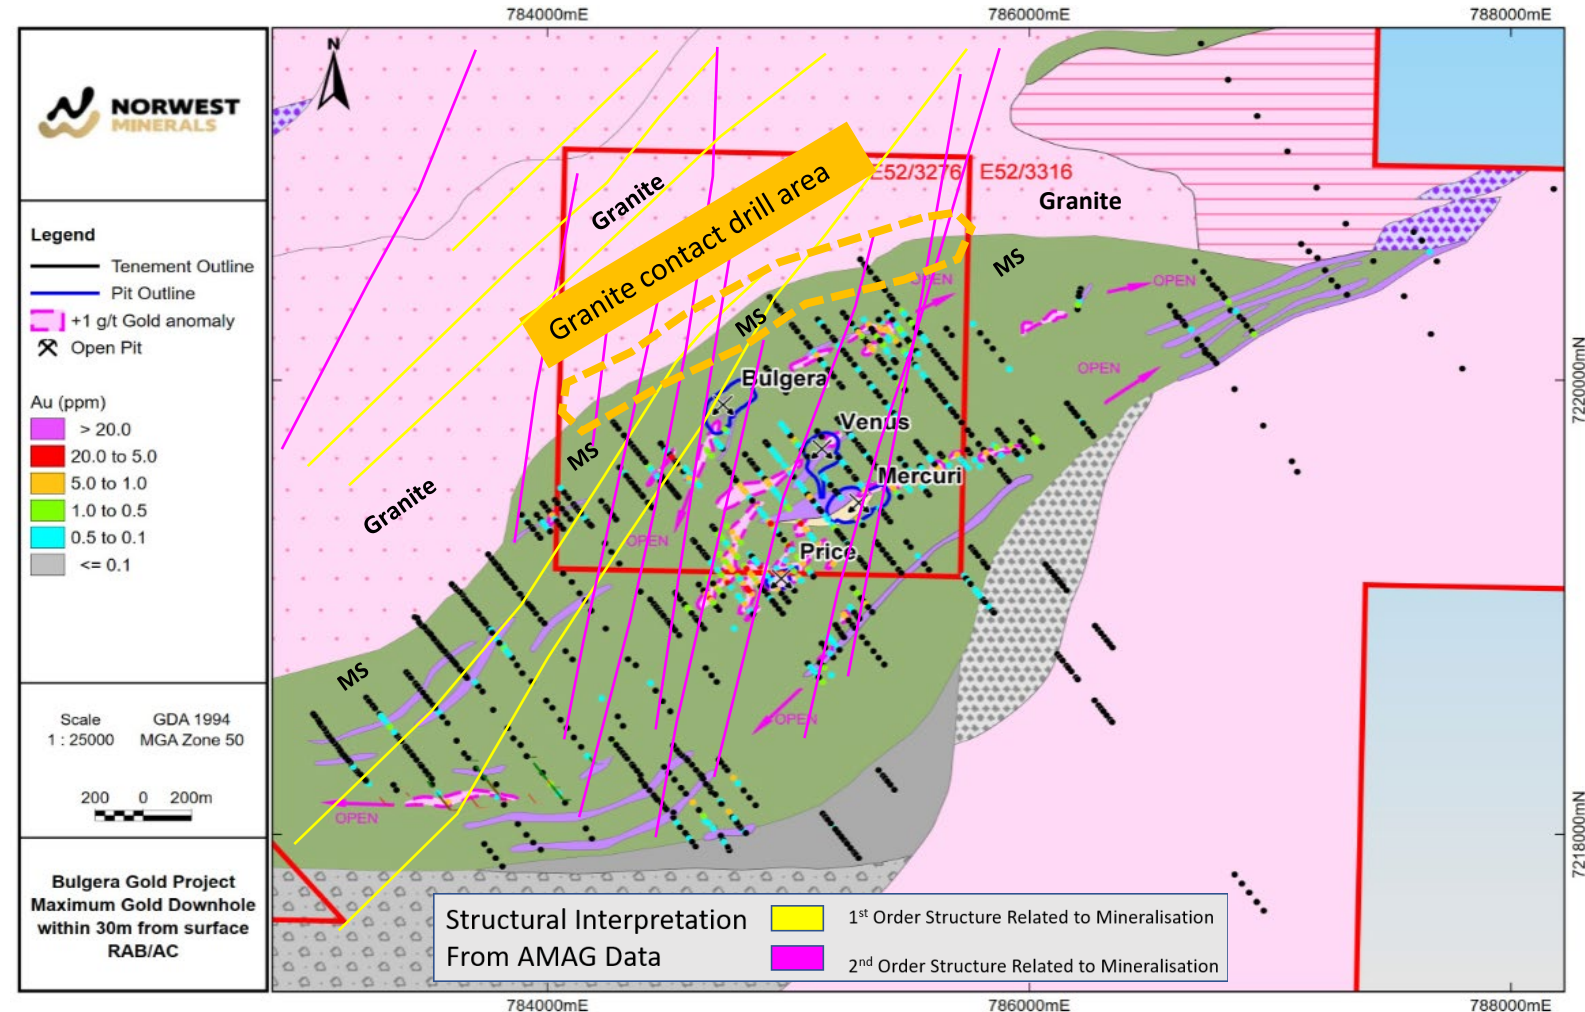 784000mE
786000mE
788000mE
N
NORWEST
MINERALS
Legend
Tenement Outline
Pit Outline
+1 g/t Gold anomaly
Open Pit
Au (ppm)
> 20.0
20.0 to 5.0
5.0 to 1.0
1.0 to 0.5
0.5 to 0.1
<= 0.1
Scale
1 : 25000
GDA 1994
MGA Zone 50
200 0 200m
Bulgera Gold Project
Maximum Gold Downhole
within 30m from surface
RAB/AC
E52/3276
E52/3316
Granite
Granite
Granite contact drill area
MS
OPEN
OPEN
MS
Bulgera
OPEN
7220000mN
Venus
MS
Mercuri
Granite
OPEN
Price
MS
OPEN
OPEN
7218000mN
Structural Interpretation
From AMAG Data
1st Order Structure Related to Mineralisation
2nd Order Structure Related to Mineralisation
784000mE
786000mE
788000mE